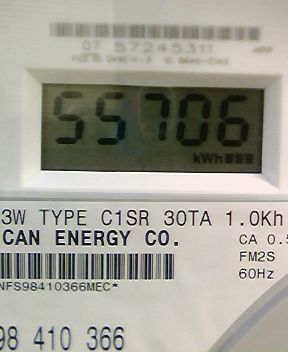 07 57245311
55706
kWh
3W TYPE C1SR 30TA 1.0Kh
CAN ENERGY CO.
CA 0.5
FM2S
60Hz
NFS98410366MEC*
98 410 366